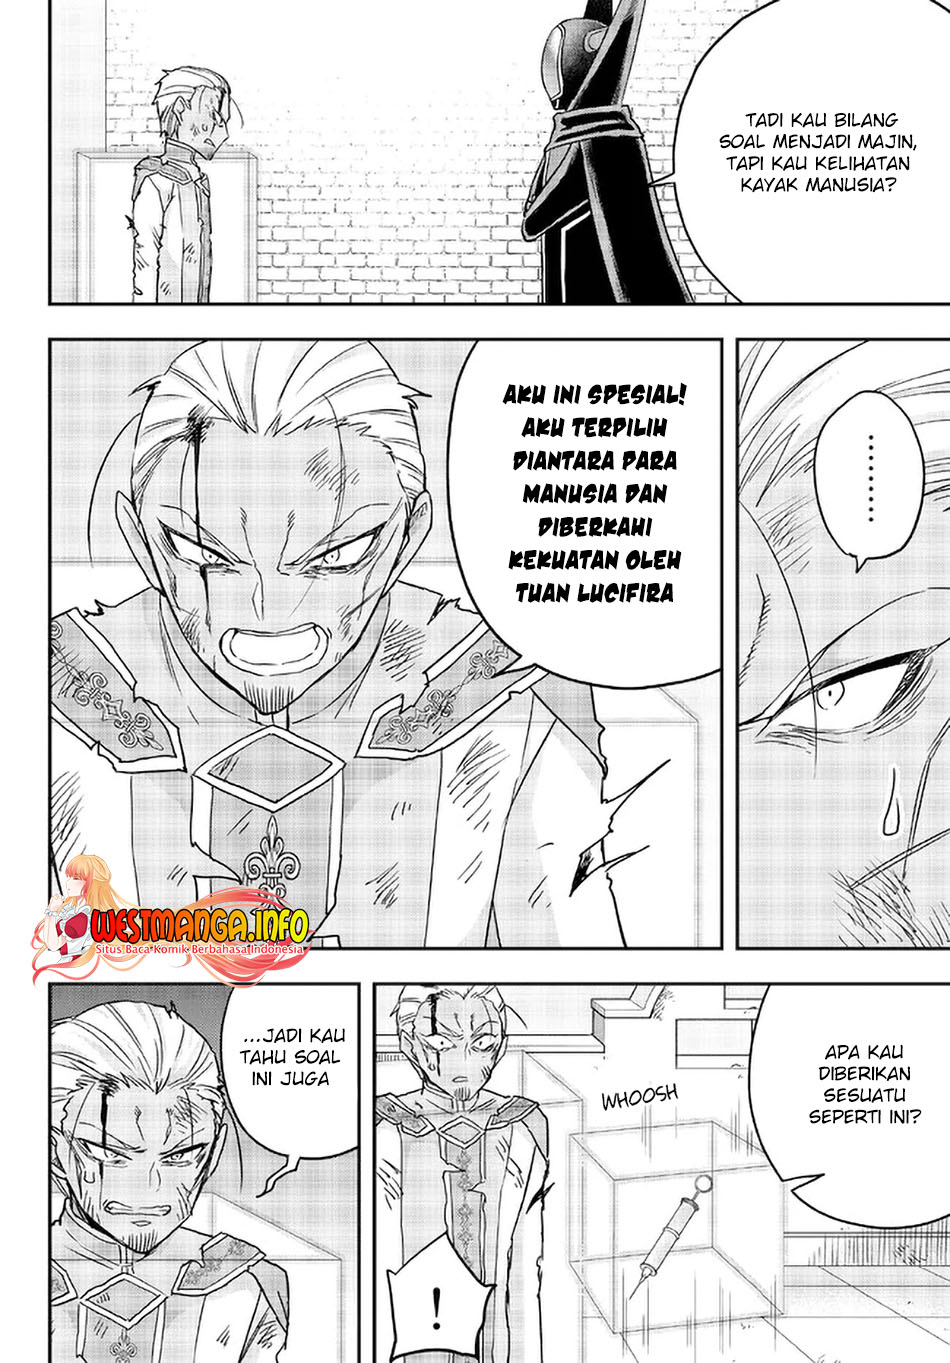 TADI KAU BILANG
SOAL MENJADI MAJIN,
TAPI KAU KELIHATAN
KAYAK MANUSIA?
.........
AKU INI SPESIAL!
AKU TERPILIH
DIANTARA PARA
MANUSIA DAN
DIBERKAHI
KEKUATAN OLEH
TUAN LUCIFIRA
WESTMANGA.INFO
Situs Baca Komik Berbahasa Indonesia
APA KAU
DIBERIKAN
SESUATU
SEPERTI INI?
WHOOSH
!
...JADI KAU
TAHU SOAL
INI JUGA